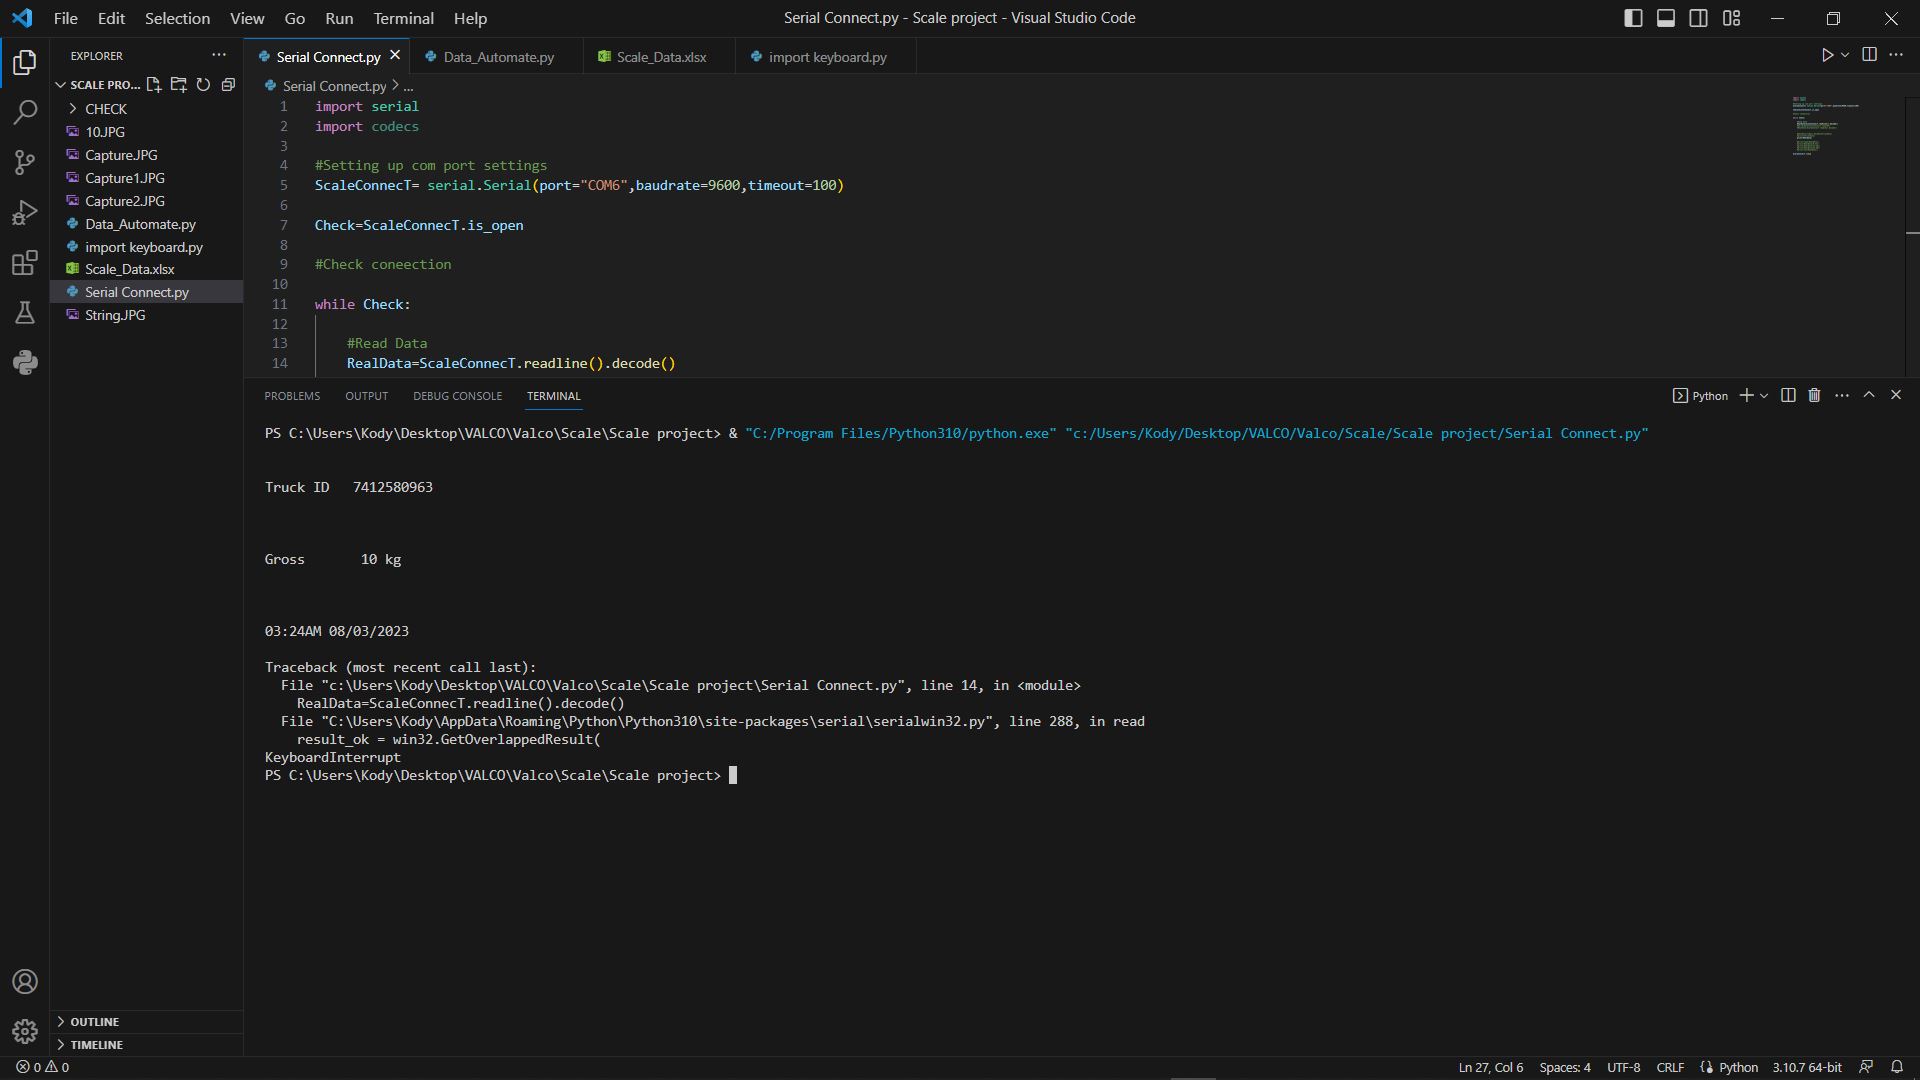 File Edit Selection View Go Run Terminal Help
Serial Connect.py - Scale project - Visual Studio Code
EXPLORER
SCALE PRO...
CHECK
10.JPG
Capture.JPG
Capture1.JPG
Capture2.JPG
Data_Automate.py
import keyboard.py
Scale_Data.xlsx
Serial Connect.py
String.JPG
OUTLINE
TIMELINE
Serial Connect.py Data_Automate.py Scale_Data.xlsx import keyboard.py
Serial Connect.py > ...
1 import serial
2 import codecs
3
4 #Setting up com port settings
5 ScaleConnecT= serial.Serial(port="COM6",baudrate=9600,timeout=100)
6
7 Check=ScaleConnecT.is_open
8
9 #Check coneection
10
11 while Check:
12
13 #Read Data
14 RealData=ScaleConnecT.readline().decode()
PROBLEMS OUTPUT DEBUG CONSOLE TERMINAL
Python
PS C:\Users\Kody\Desktop\VALCO\Valco\Scale\Scale project> & "C:/Program Files/Python310/python.exe" "c:/Users/Kody/Desktop/VALCO/Valco/Scale/Scale project/Serial Connect.py"
Truck ID 7412580963
Gross 10 kg
03:24AM 08/03/2023
Traceback (most recent call last):
File "c:\Users\Kody\Desktop\VALCO\Valco\Scale\Scale project\Serial Connect.py", line 14, in <module>
RealData=ScaleConnecT.readline().decode()
File "C:\Users\Kody\AppData\Roaming\Python\Python310\site-packages\serial\serialwin32.py", line 288, in read
result_ok = win32.GetOverlappedResult(
KeyboardInterrupt
PS C:\Users\Kody\Desktop\VALCO\Valco\Scale\Scale project>
0 0
Ln 27, Col 6 Spaces: 4 UTF-8 CRLF Python 3.10.7 64-bit